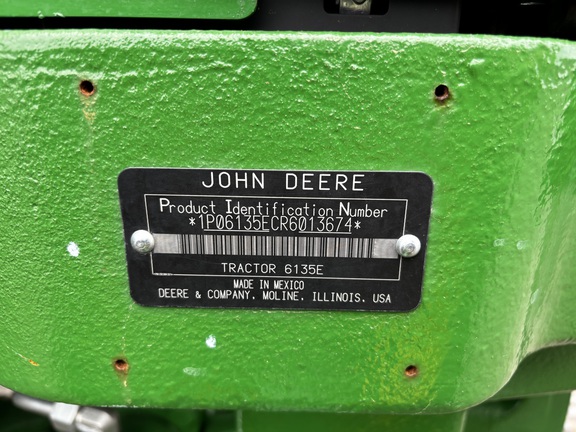 JOHN DEERE
Product Identification Number
*1P06135ECR6013674*
TRACTOR 6135E
MADE IN MEXICO
DEERE & COMPANY, MOLINE, ILLINOIS, USA